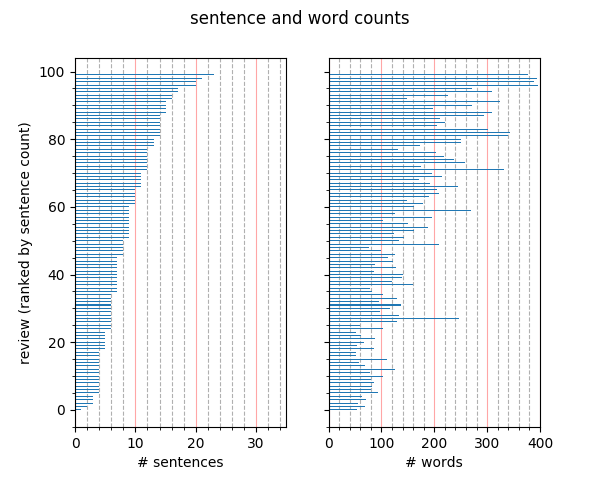 sentence and word counts
100
80
60
40
20
0
review (ranked by sentence count)
0 10 20 30
0 100 200 300 400
# sentences
# words